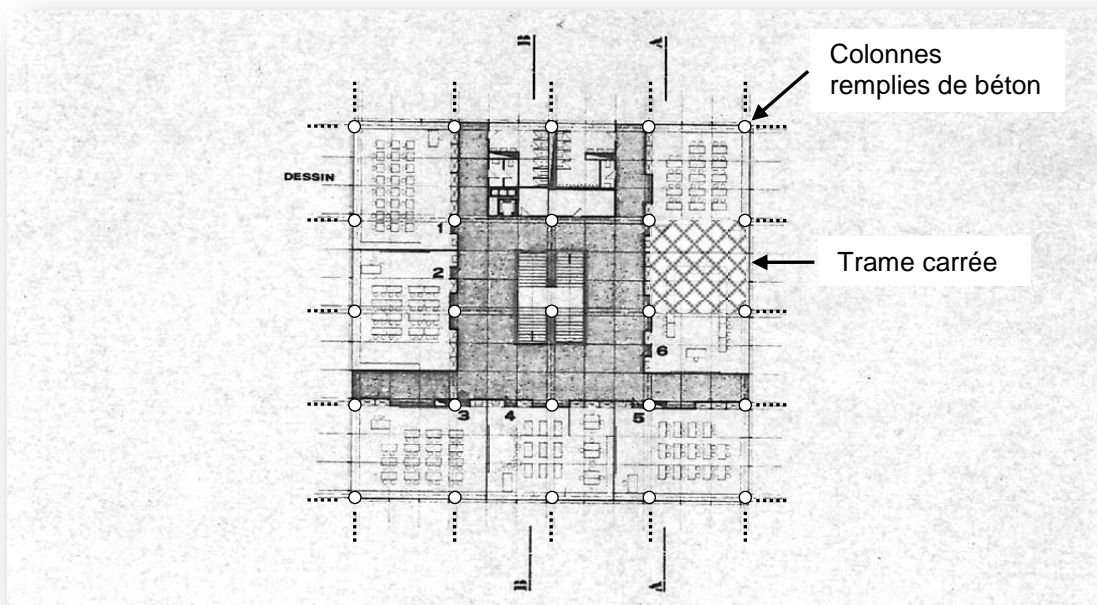 B
A
Colonnes
remplies de béton
DESSIN
1
2
Trame carrée
6
3
4
5
B
A